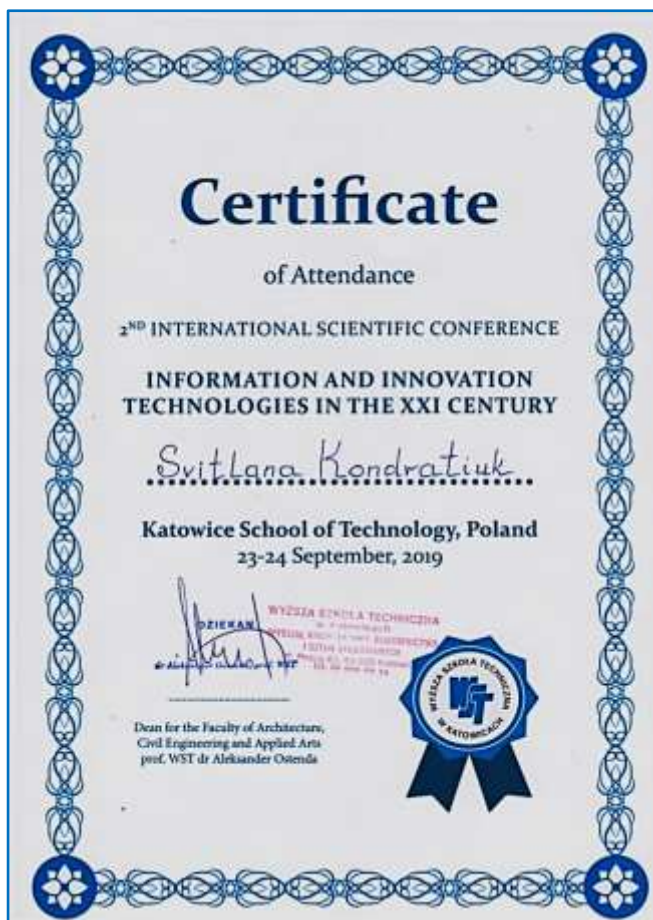 Certificate
of Attendance
2ND INTERNATIONAL SCIENTIFIC CONFERENCE
INFORMATION AND INNOVATION
TECHNOLOGIES IN THE XXI CENTURY
Svitlana Kondratiuk
Katowice School of Technology, Poland
23-24 September, 2019
DZIEKAN
WYŻSZA SZKOŁA TECHNICZNA
w Katowicach
Dean for the Faculty of Architecture,
Civil Engineering and Applied Arts
prof. WST dr Aleksander Ostenda
WYŻSZA SZKOŁA TECHNICZNA
WST
W KATOWICACH